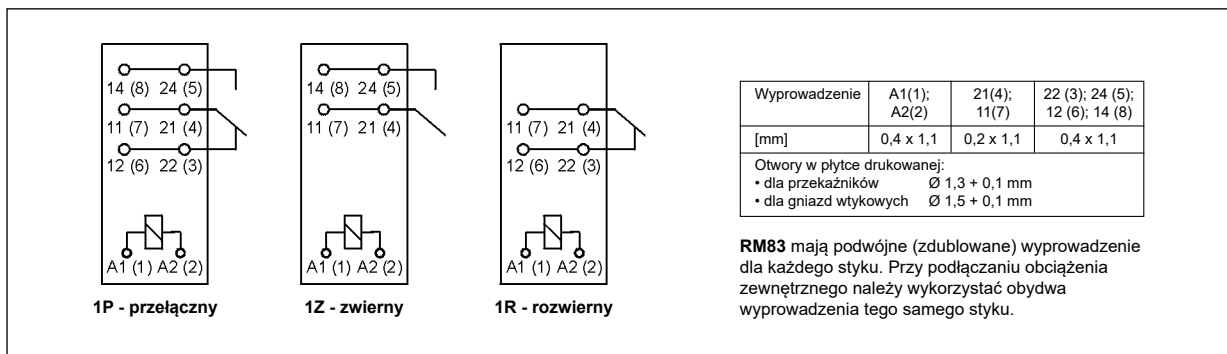 14 (8) 24 (5)
11 (7) 21 (4)
12 (6) 22 (3)
A1 (1) A2 (2)
1P - przełączny
14 (8) 24 (5)
11 (7) 21 (4)
A1 (1) A2 (2)
1Z - zwierny
11 (7) 21 (4)
12 (6) 22 (3)
A1 (1) A2 (2)
1R - rozwierny
Wyprowadzenie A1(1); 21(4); 22 (3); 24 (5);
A2(2) 11(7) 12 (6); 14 (8)
[mm] 0,4 x 1,1 0,2 x 1,1 0,4 x 1,1
Otwory w płytce drukowanej:
• dla przekaźników Ø 1,3 + 0,1 mm
• dla gniazd wtykowych Ø 1,5 + 0,1 mm
RM83 mają podwójne (zdublowane) wyprowadzenie
dla każdego styku. Przy podłączaniu obciążenia
zewnętrznego należy wykorzystać obydwa
wyprowadzenia tego samego styku.